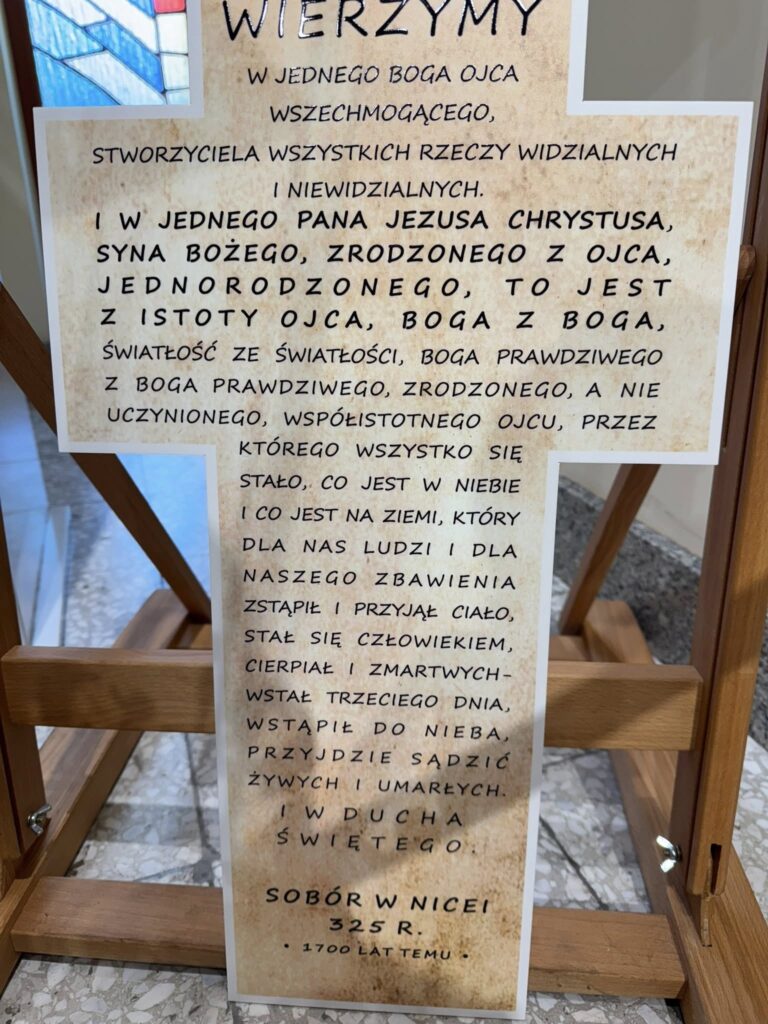 WIERZYMY
W JEDNEGO BOGA OJCA
WSZECHMOGĄCEGO,
STWORZYCIELA WSZYSTKICH RZECZY WIDZIALNYCH
I NIEWIDZIALNYCH.
I W JEDNEGO PANA JEZUSA CHRYSTUSA,
SYNA BOŻEGO, ZRODZONEGO Z OJCA,
JEDNORODZONEGO, TO JEST
Z ISTOTY OJCA, BOGA Z BOGA,
ŚWIATŁOŚĆ ZE ŚWIATŁOŚCI, BOGA PRAWDZIWEGO
Z BOGA PRAWDZIWEGO, ZRODZONEGO, A NIE
UCZYNIONEGO, WSPÓŁISTOTNEGO OJCU, PRZEZ
KTÓREGO WSZYSTKO SIĘ
STAŁO, CO JEST W NIEBIE
I CO JEST NA ZIEMI, KTÓRY
DLA NAS LUDZI I DLA
NASZEGO ZBAWIENIA
ZSTĄPIŁ I PRZYJĄŁ CIAŁO,
STAŁ SIĘ CZŁOWIEKIEM,
CIERPIAŁ I ZMARTWYCH-
WSTAŁ TRZECIEGO DNIA,
WSTĄPIŁ DO NIEBA,
PRZYJDZIE SĄDZIĆ
ŻYWYCH I UMARŁYCH.
I W DUCHA
ŚWIĘTEGO.
SOBÓR W NICEI
325 R.
• 1700 LAT TEMU •